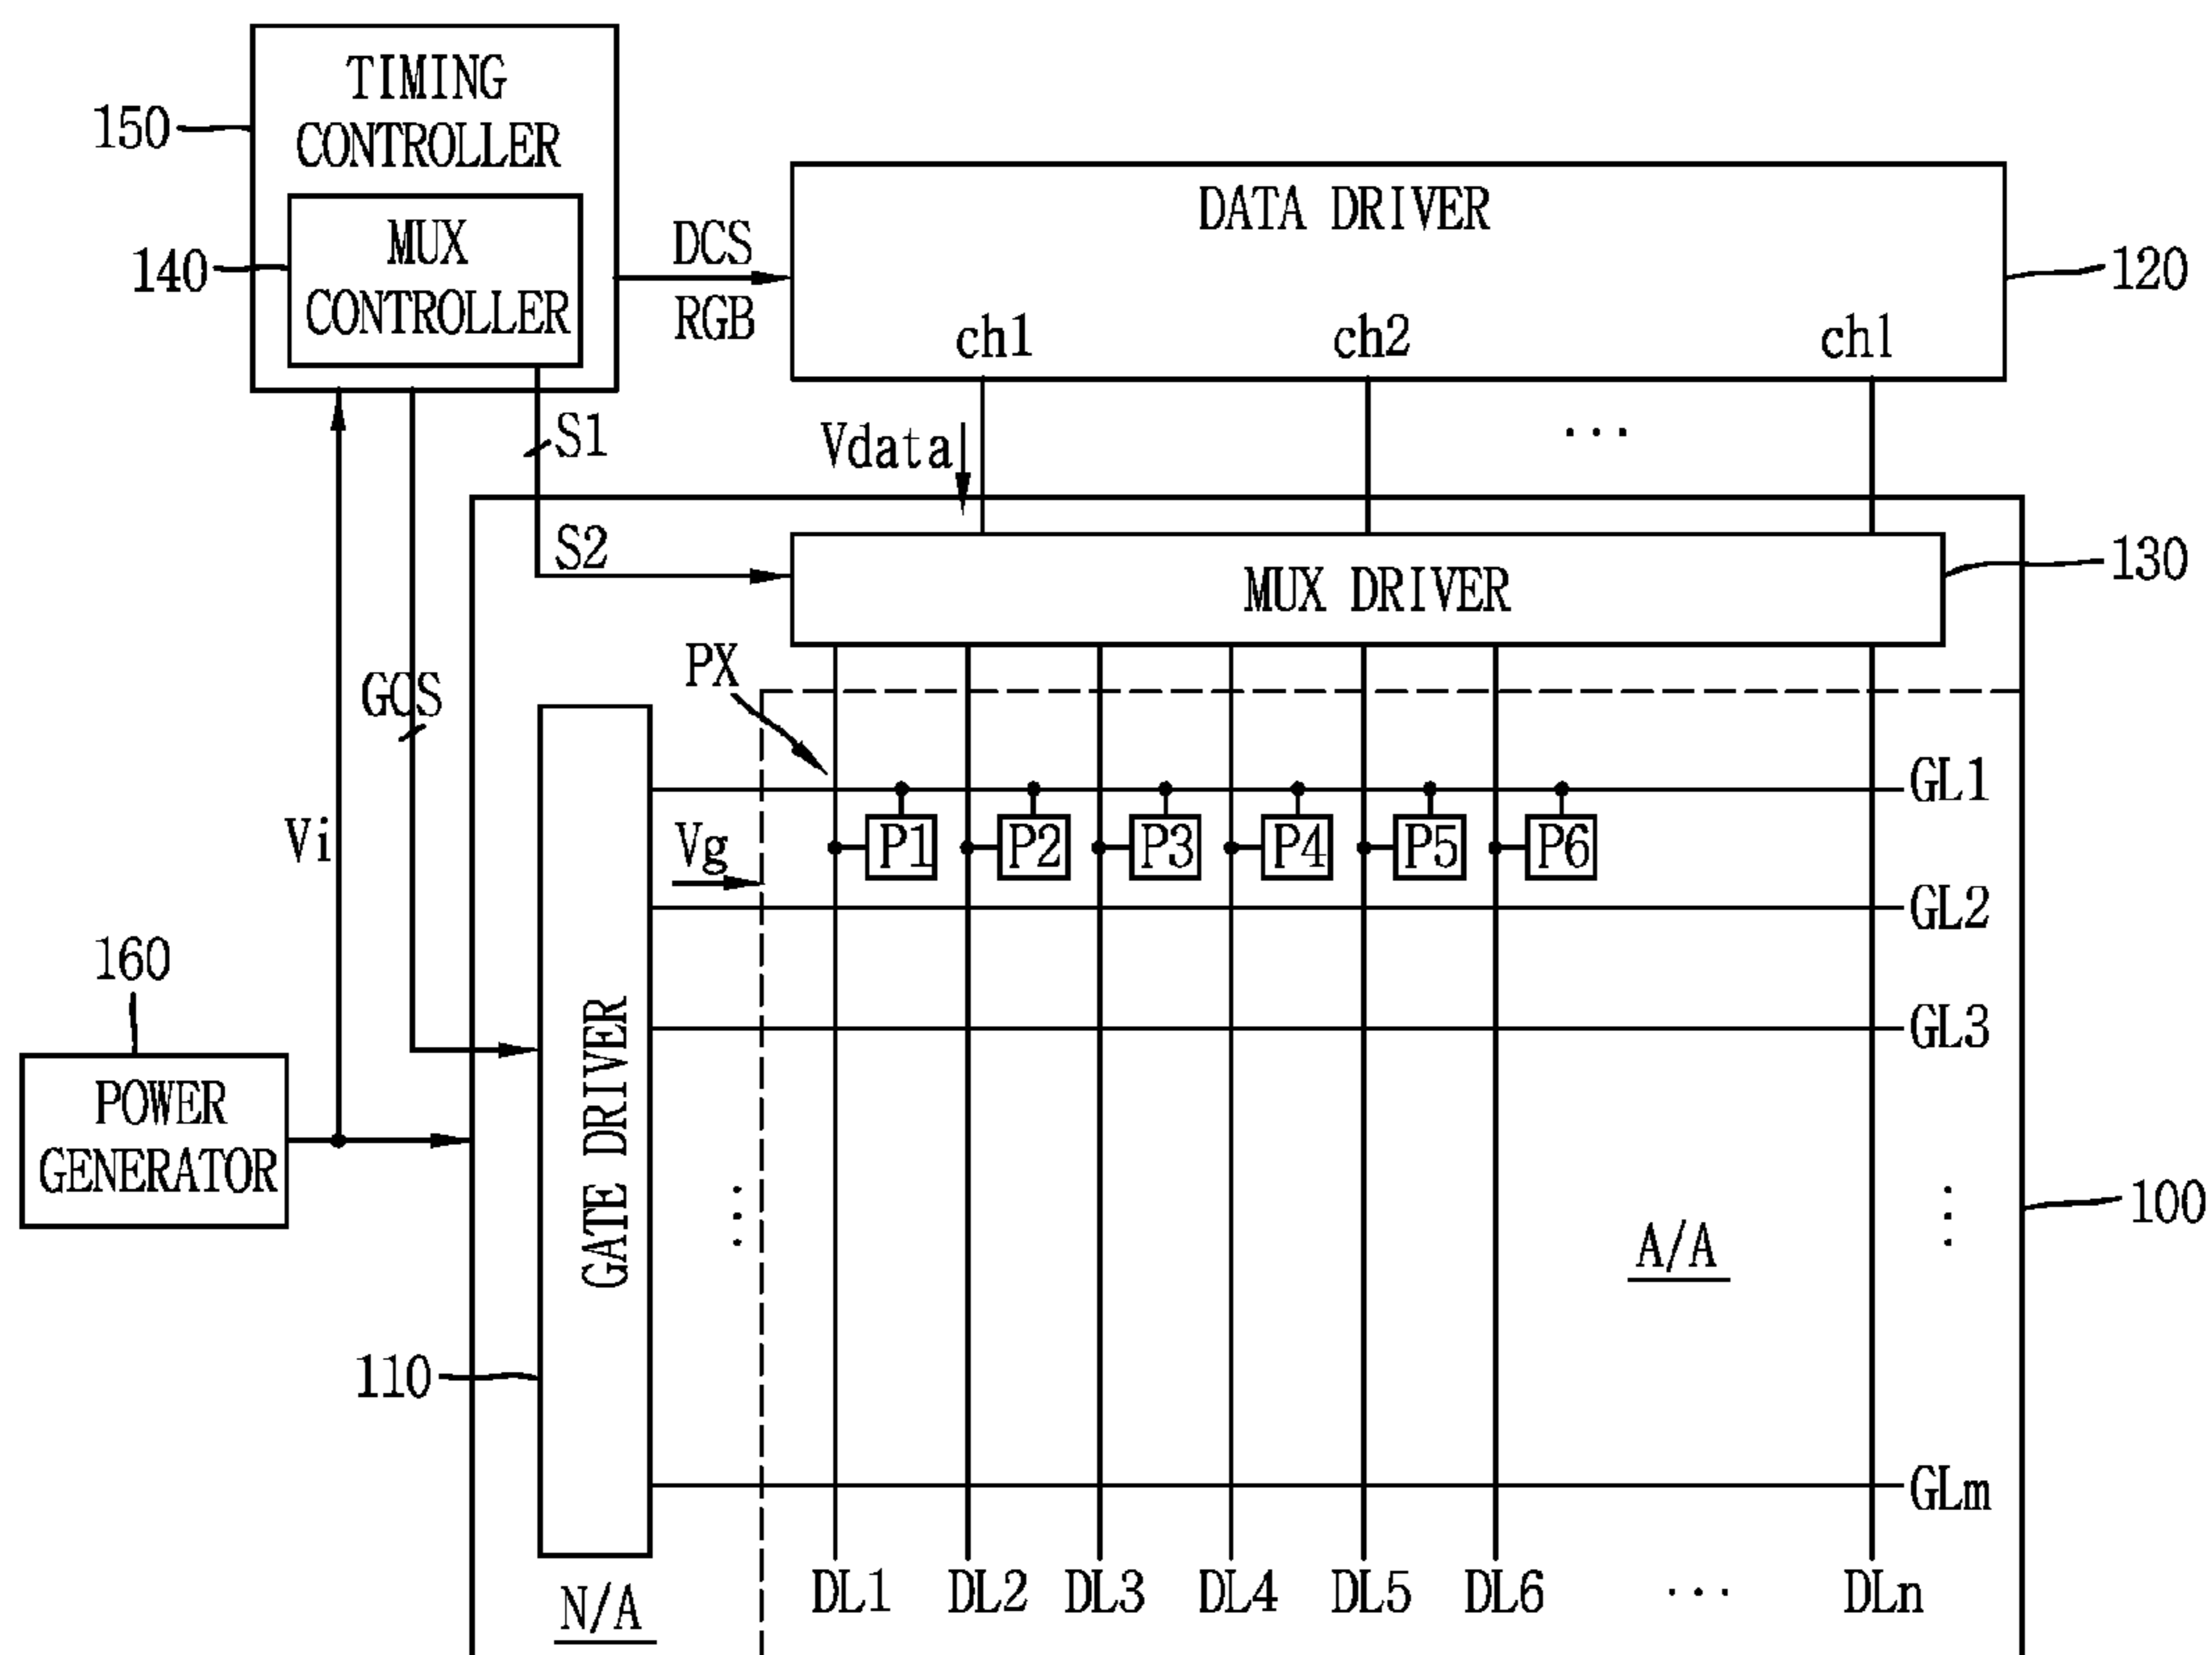 TIMING
CONTROLLER
150
MUX
CONTROLLER
140
DCS
RGB
DATA DRIVER
120
ch1
ch2
chl
S1
Vdata
...
S2
MUX DRIVER
130
PX
GCS
Vi
Vg
GL1
P1
P2
P3
P4
P5
P6
GL2
GL3
160
POWER
GENERATOR
GATE DRIVER
...
A/A
...
100
110
GLm
N/A
DL1
DL2
DL3
DL4
DL5
DL6
...
DLn